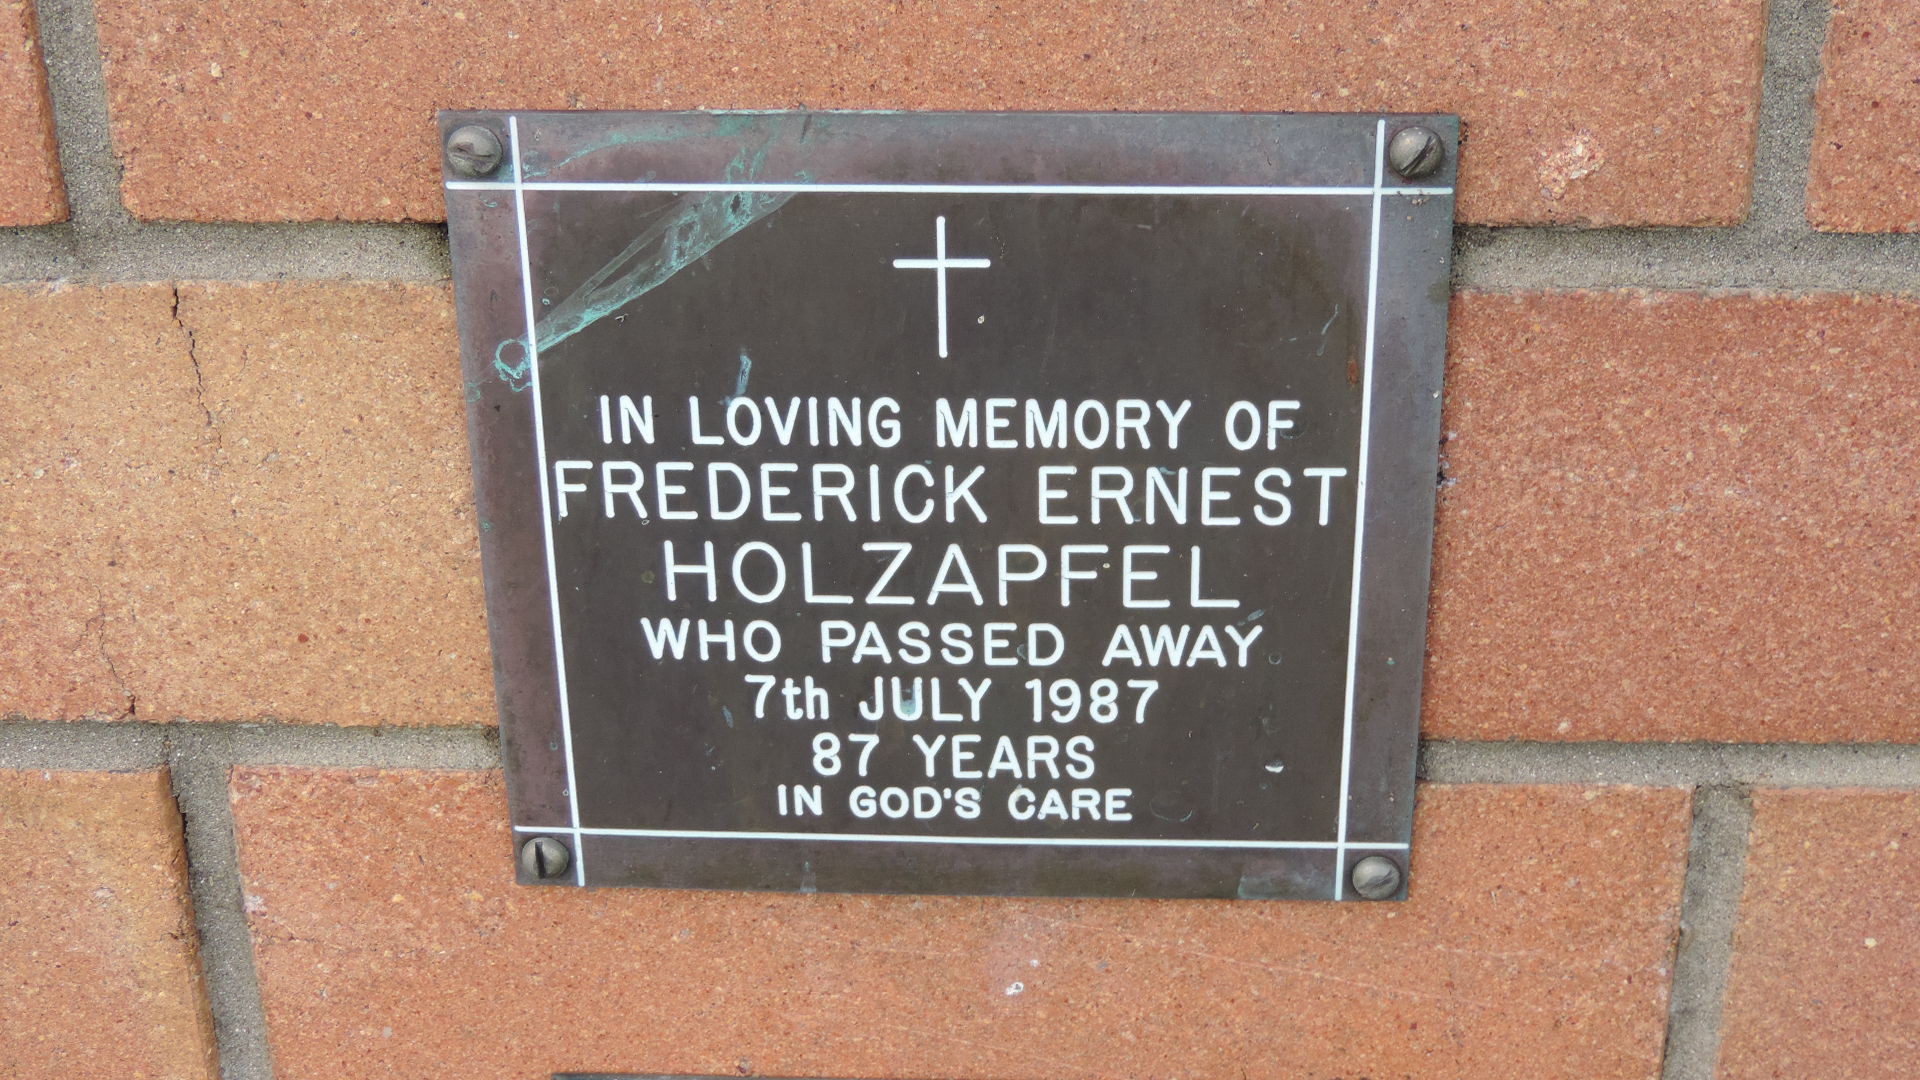 IN LOVING MEMORY OF
FREDERICK ERNEST
HOLZAPFEL
WHO PASSED AWAY
7th JULY 1987
87 YEARS
IN GOD'S CARE